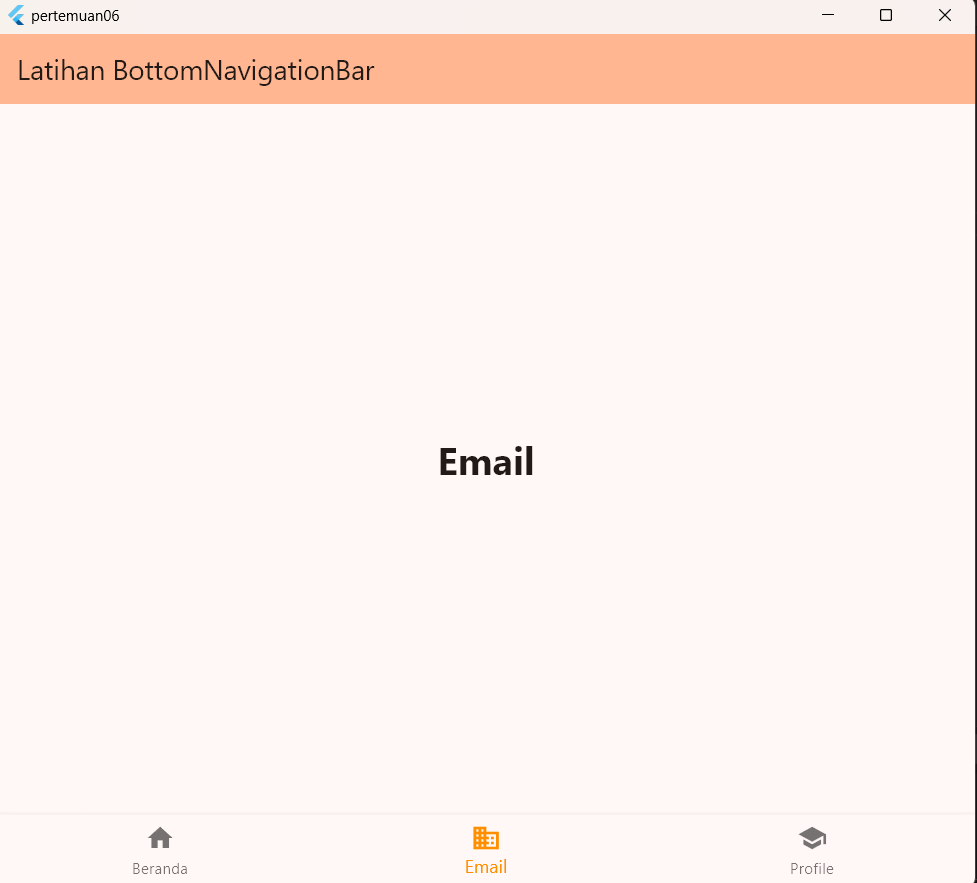 pertemuan06
Latihan BottomNavigationBar
Email
Beranda
Email
Profile